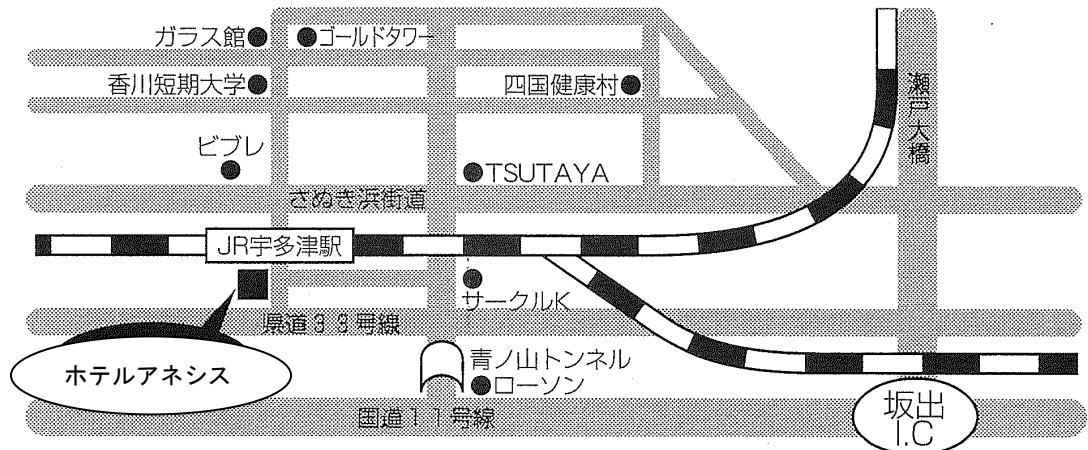 ガラス館
ゴールドタワー
香川短期大学
四国健康村
瀬戸大橋
ビブレ
TSUTAYA
さぬき浜街道
JR宇多津駅
サークルK
県道33号線
ホテルアネシス
青ノ山トンネル
ローソン
国道11号線
坂出
I.C